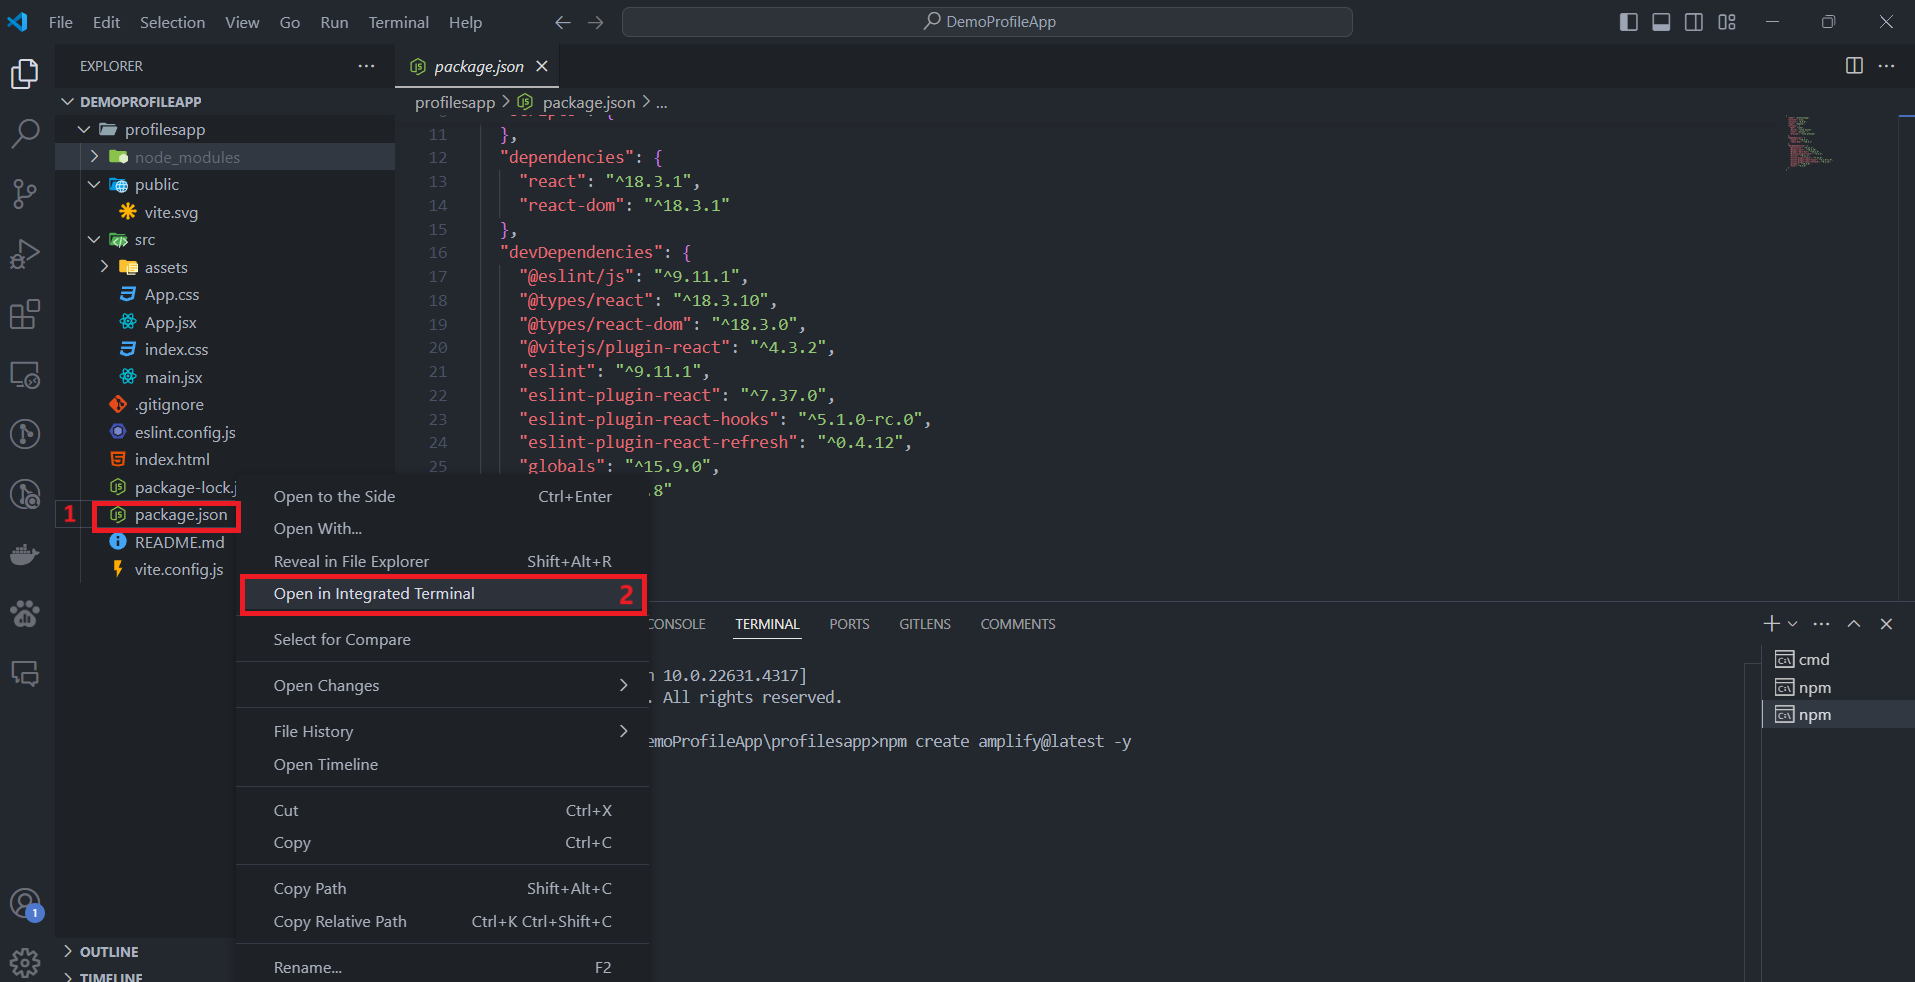 File Edit Selection View Go Run Terminal Help
DemoProfileApp
EXPLORER
DEMOPROFILEAPP
profilesapp
node_modules
public
vite.svg
src
assets
App.css
App.jsx
index.css
main.jsx
.gitignore
eslint.config.js
index.html
package-lock.j
1
package.json
README.md
vite.config.js
OUTLINE
TIMELINE
1
package.json
profilesapp > package.json > ...
"scripts": {
11 },
12 "dependencies": {
13 "react": "^18.3.1",
14 "react-dom": "^18.3.1"
15 },
16 "devDependencies": {
17 "@eslint/js": "^9.11.1",
18 "@types/react": "^18.3.10",
19 "@types/react-dom": "^18.3.0",
20 "@vitejs/plugin-react": "^4.3.2",
21 "eslint": "^9.11.1",
22 "eslint-plugin-react": "^7.37.0",
23 "eslint-plugin-react-hooks": "^5.1.0-rc.0",
24 "eslint-plugin-react-refresh": "^0.4.12",
25 "globals": "^15.9.0",
.8"
Open to the Side Ctrl+Enter
Open With...
Reveal in File Explorer Shift+Alt+R
Open in Integrated Terminal 2
Select for Compare
Open Changes
File History
Open Timeline
Cut Ctrl+X
Copy Ctrl+C
Copy Path Shift+Alt+C
Copy Relative Path Ctrl+K Ctrl+Shift+C
Rename... F2
CONSOLE TERMINAL PORTS GITLENS COMMENTS
n 10.0.22631.4317]
. All rights reserved.
emoProfileApp\profilesapp>npm create amplify@latest -y
cmd
npm
npm